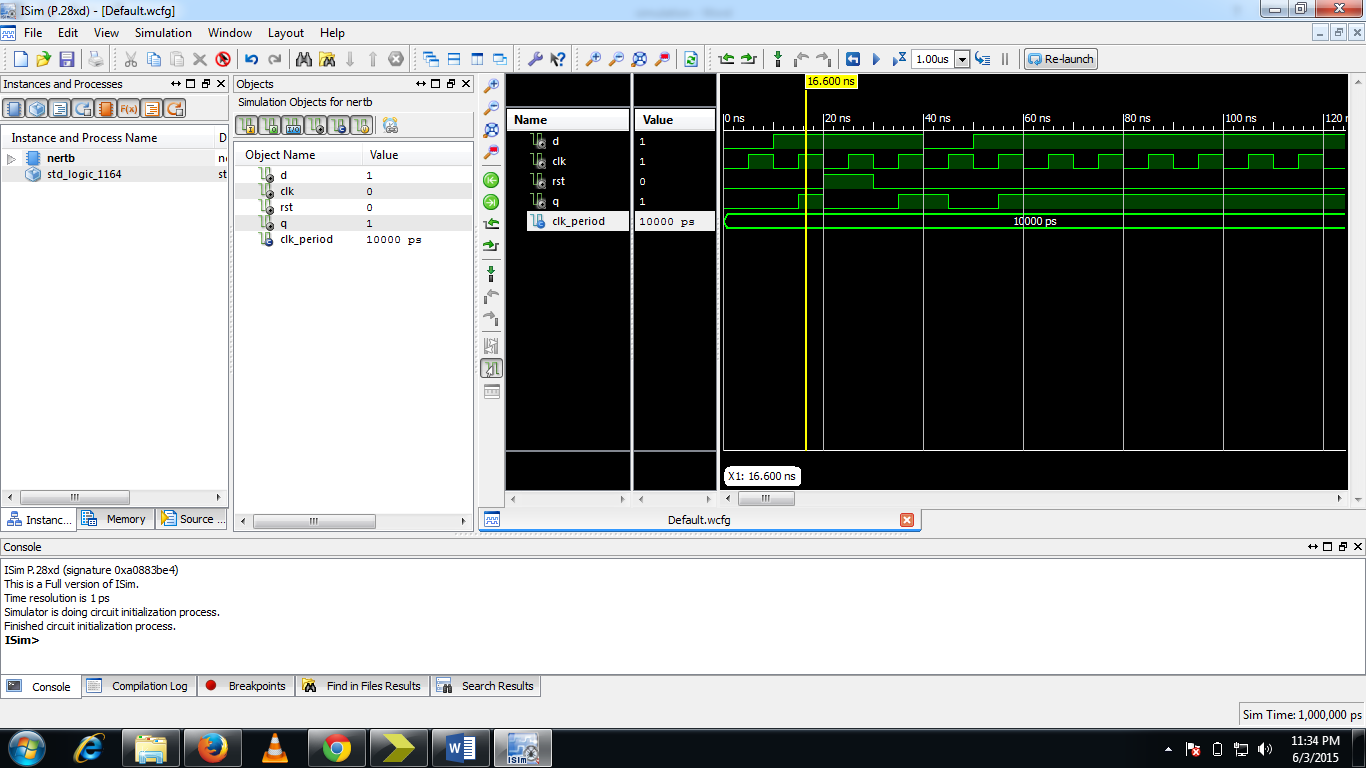 ISim (P.28xd) - [Default.wcfg]
File Edit View Simulation Window Layout Help
1.00us Re-launch
Instances and Processes
Instance and Process Name D
nertb n
std_logic_1164 st
Instanc... Memory Source ...
Objects
Simulation Objects for nertb
Object Name Value
d 1
clk 0
rst 0
q 1
clk_period 10000 ps
Name Value
d 1
clk 1
rst 0
q 1
clk_period 10000 ps
16.600 ns
0 ns 20 ns 40 ns 60 ns 80 ns 100 ns 120 n
10000 ps
X1: 16.600 ns
Default.wcfg
Console
ISim P.28xd (signature 0xa0883be4)
This is a Full version of ISim.
Time resolution is 1 ps
Simulator is doing circuit initialization process.
Finished circuit initialization process.
ISim>
Console Compilation Log Breakpoints Find in Files Results Search Results
Sim Time: 1,000,000 ps
11:34 PM
6/3/2015